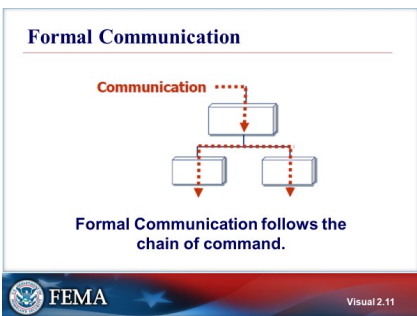 Formal Communication
Communication
Formal Communication follows the
chain of command.
FEMA
Visual 2.11